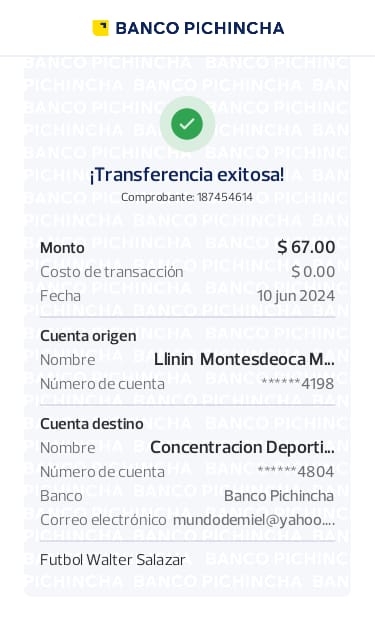 BANCO PICHINCHA
¡Transferencia exitosa!
Comprobante: 187454614
Monto $ 67.00
Costo de transacción $ 0.00
Fecha 10 jun 2024
Cuenta origen
Nombre Llinin Montesdeoca M...
Número de cuenta ******4198
Cuenta destino
Nombre Concentracion Deporti...
Número de cuenta ******4804
Banco Banco Pichincha
Correo electrónico mundodemiel@yahoo....
Futbol Walter Salazar